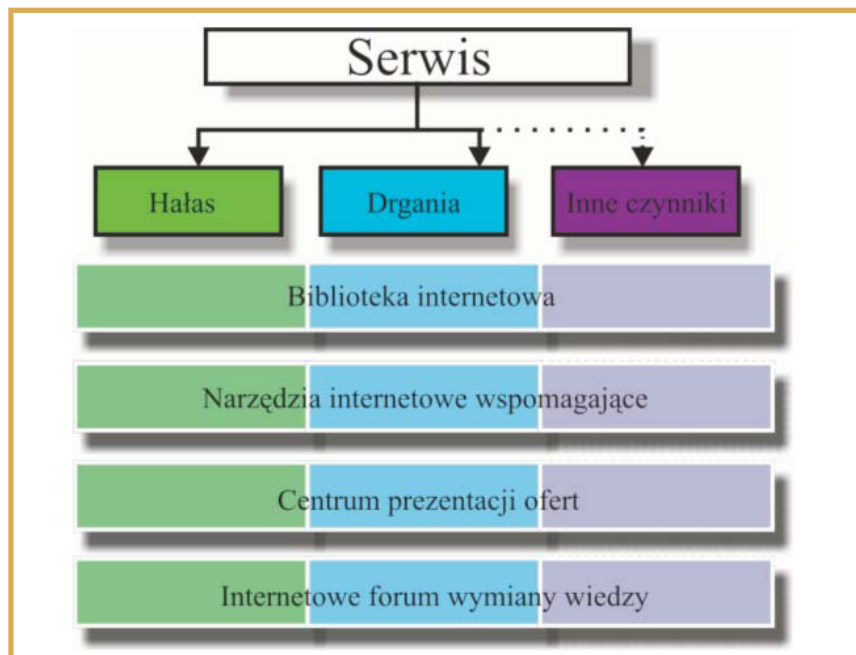 Serwis
Hałas
Drgania
Inne czynniki
Biblioteka internetowa
Narzędzia internetowe wspomagające
Centrum prezentacji ofert
Internetowe forum wymiany wiedzy